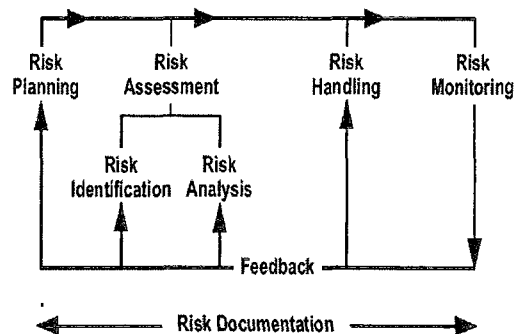 Risk Planning
Risk Assessment
Risk Handling
Risk Monitoring
Risk Identification
Risk Analysis
Feedback
Risk Documentation